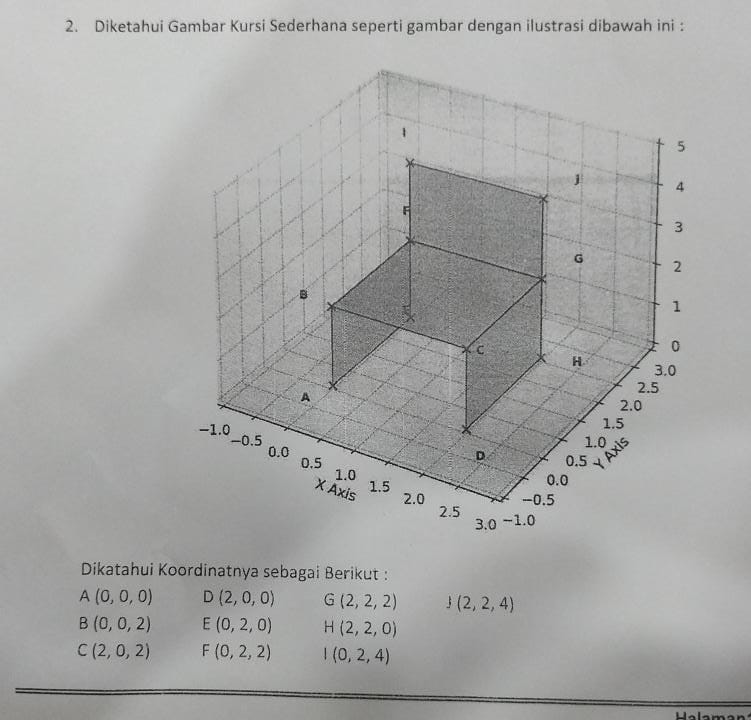 2. Diketahui Gambar Kursi Sederhana seperti gambar dengan ilustrasi dibawah ini :
I
J
F
G
B
E
C
H
A
D
5
4
3
2
1
0
3.0
2.5
2.0
1.5
1.0
0.5
0.0
−0.5
−1.0
Y Axis
−1.0
−0.5
0.0
0.5
1.0
1.5
2.0
2.5
3.0
X Axis
Dikatahui Koordinatnya sebagai Berikut :
A (0, 0, 0) D (2, 0, 0) G (2, 2, 2) J (2, 2, 4)
B (0, 0, 2) E (0, 2, 0) H (2, 2, 0)
C (2, 0, 2) F (0, 2, 2) I (0, 2, 4)